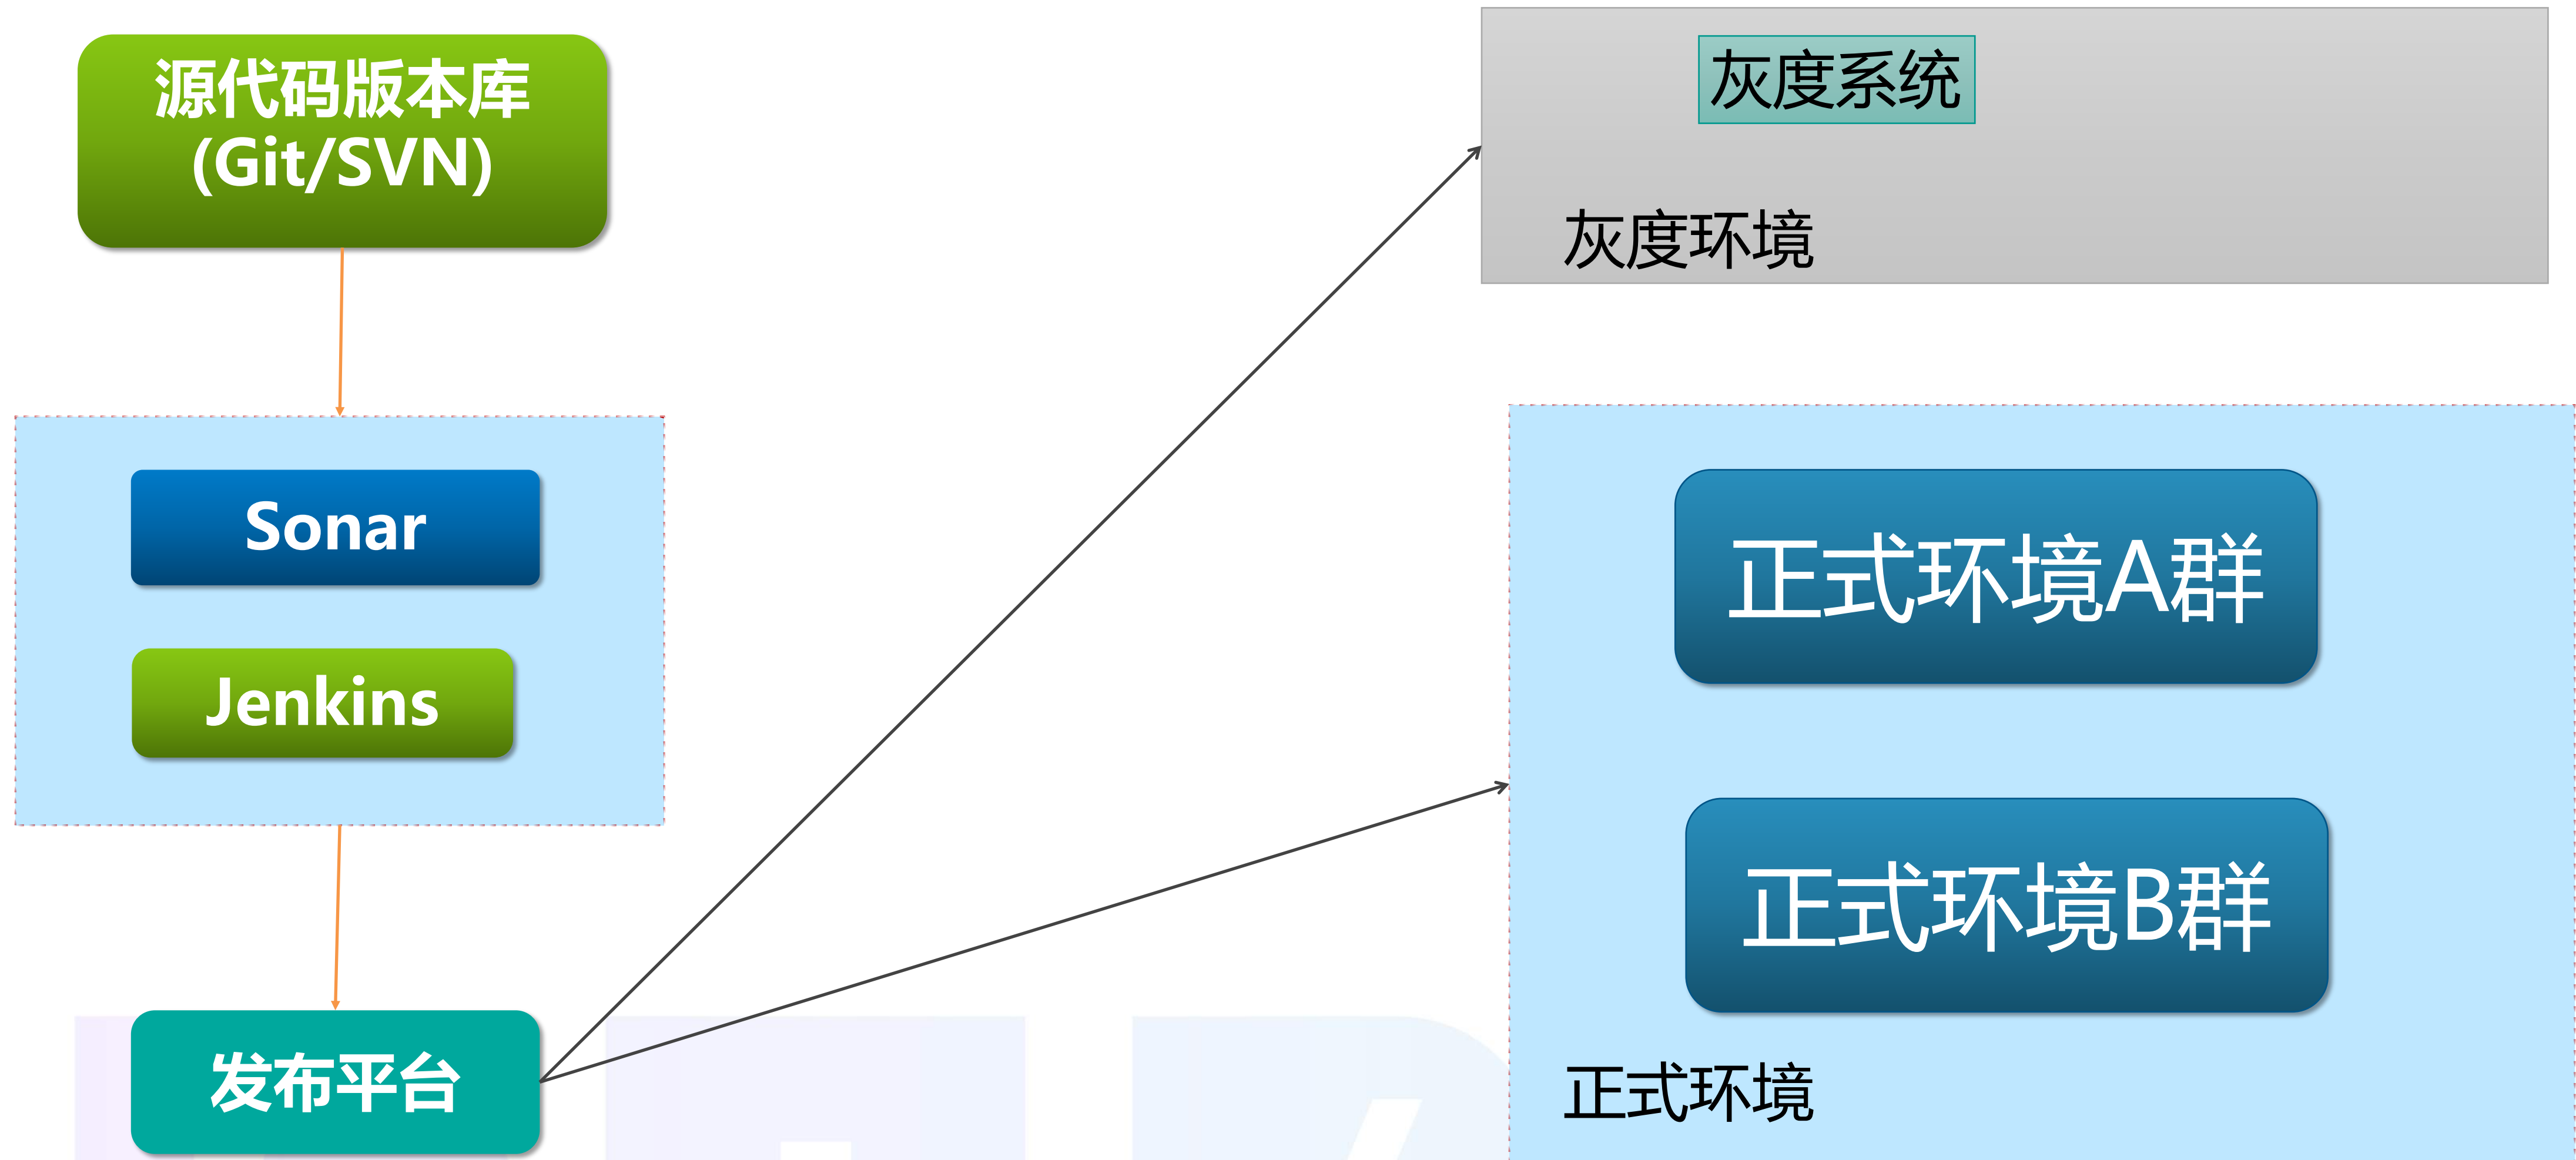 源代码版本库
(Git/SVN)
Sonar
Jenkins
发布平台
灰度系统
灰度环境
正式环境A群
正式环境B群
正式环境